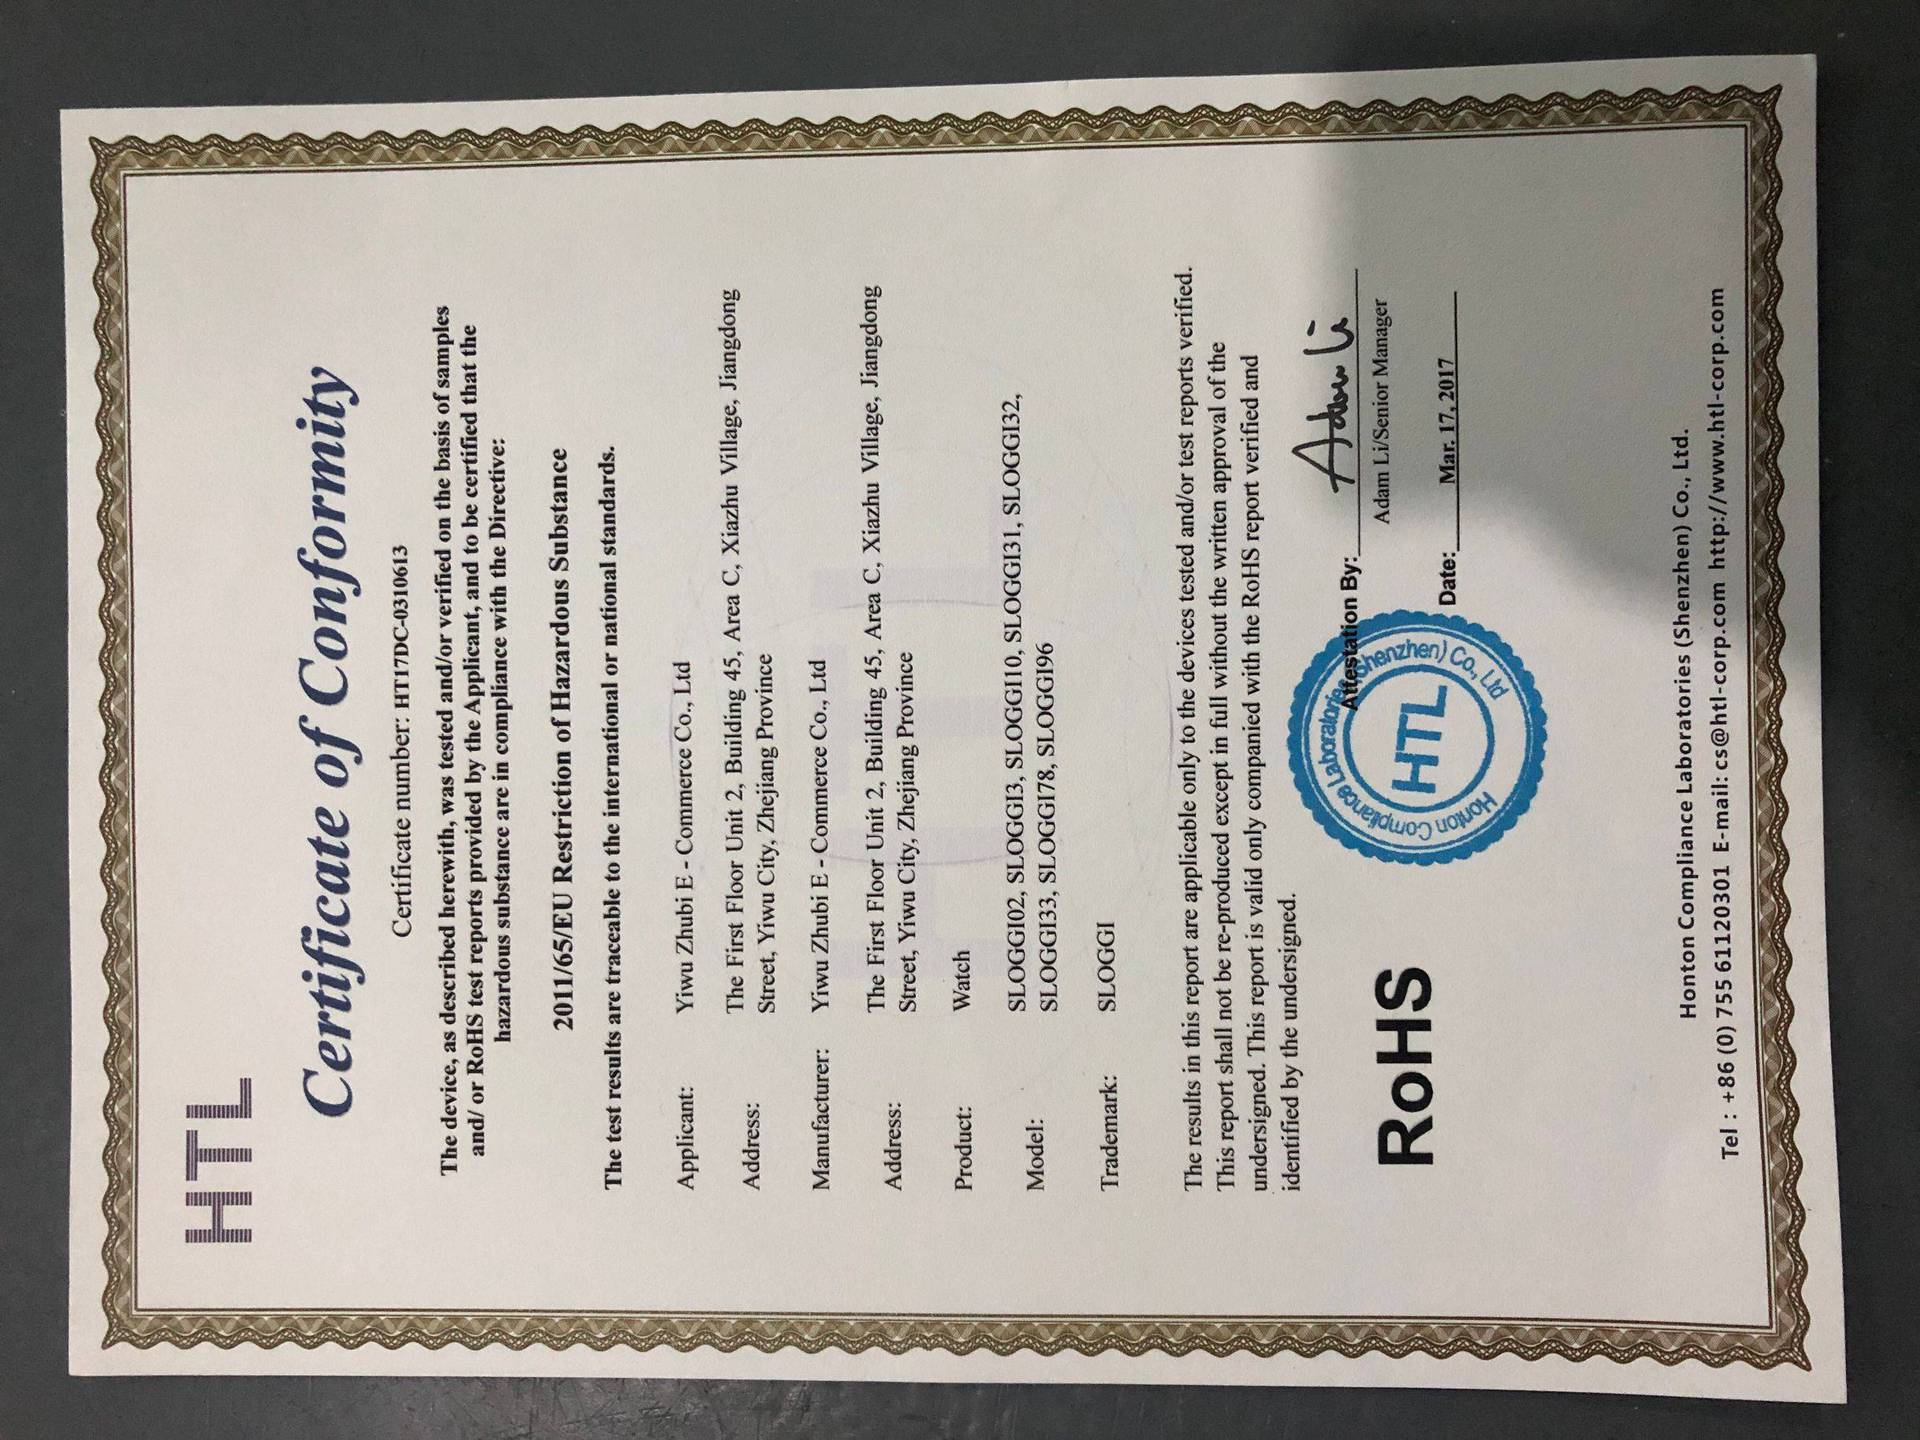 HTL
Certificate of Conformity
Certificate number: HT17DC-0310613
The device, as described herewith, was tested and/or verified on the basis of samples
and/ or RoHS test reports provided by the Applicant, and to be certified that the
hazardous substance are in compliance with the Directive:
2011/65/EU Restriction of Hazardous Substance
The test results are traceable to the international or national standards.
Applicant: Yiwu Zhubi E - Commerce Co., Ltd
Address: The First Floor Unit 2, Building 45, Area C, Xiazhu Village, Jiangdong
Street, Yiwu City, Zhejiang Province
Manufacturer: Yiwu Zhubi E - Commerce Co., Ltd
Address: The First Floor Unit 2, Building 45, Area C, Xiazhu Village, Jiangdong
Street, Yiwu City, Zhejiang Province
Product: Watch
Model: SLOGGI02, SLOGGI3, SLOGGI10, SLOGGI31, SLOGGI32,
SLOGGI33, SLOGGI78, SLOGGI96
Trademark: SLOGGI
The results in this report are applicable only to the devices tested and/or test reports verified.
This report shall not be re-produced except in full without the written approval of the
undersigned. This report is valid only companied with the RoHS report verified and
identified by the undersigned.
RoHS
Honton Compliance Laboratories (Shenzhen) Co., Ltd
HTL
Attestation By: Adam Li
Adam Li/Senior Manager
Date: Mar. 17, 2017
Honton Compliance Laboratories (Shenzhen) Co., Ltd.
Tel : +86 (0) 755 61120301 E-mail: cs@htl-corp.com http://www.htl-corp.com